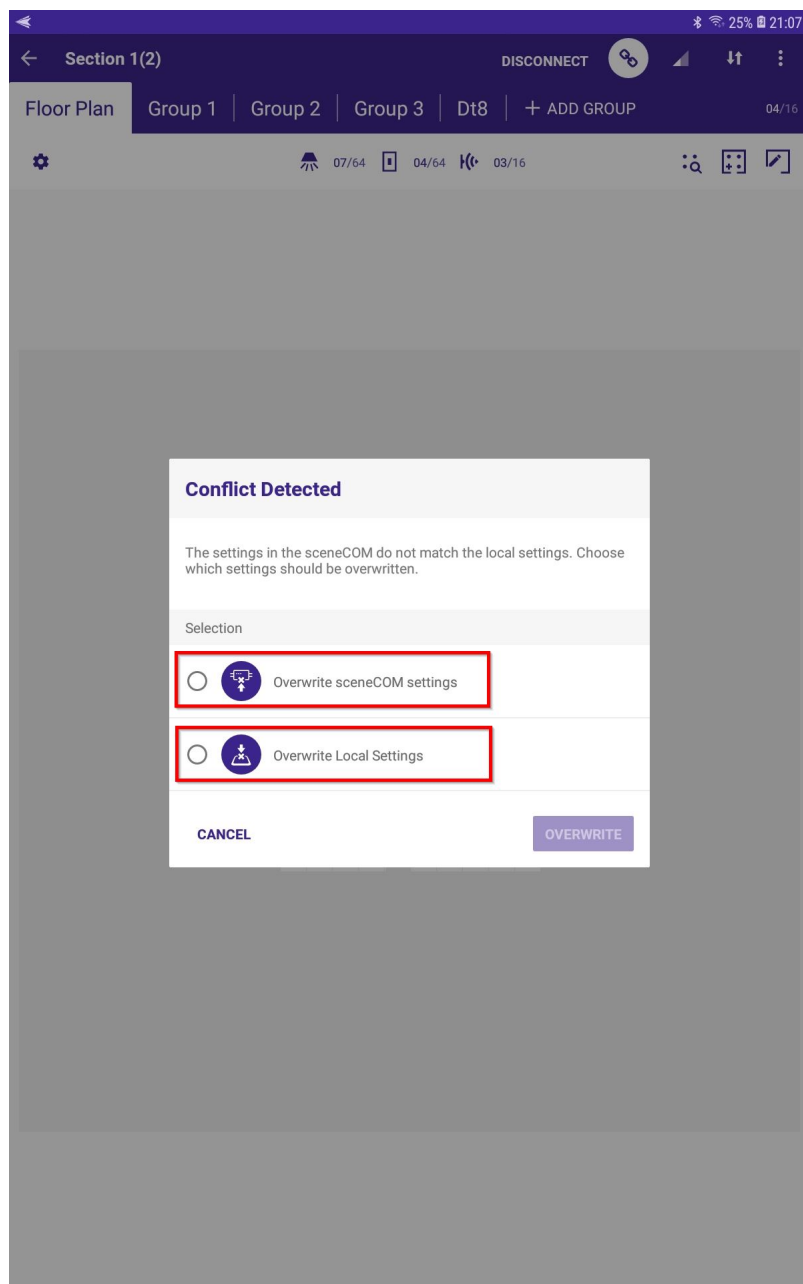 25% 21:07
Section 1(2) DISCONNECT
Floor Plan Group 1 Group 2 Group 3 Dt8 + ADD GROUP 04/16
07/64 04/64 03/16
Conflict Detected
The settings in the sceneCOM do not match the local settings. Choose
which settings should be overwritten.
Selection
Overwrite sceneCOM settings
Overwrite Local Settings
CANCEL OVERWRITE